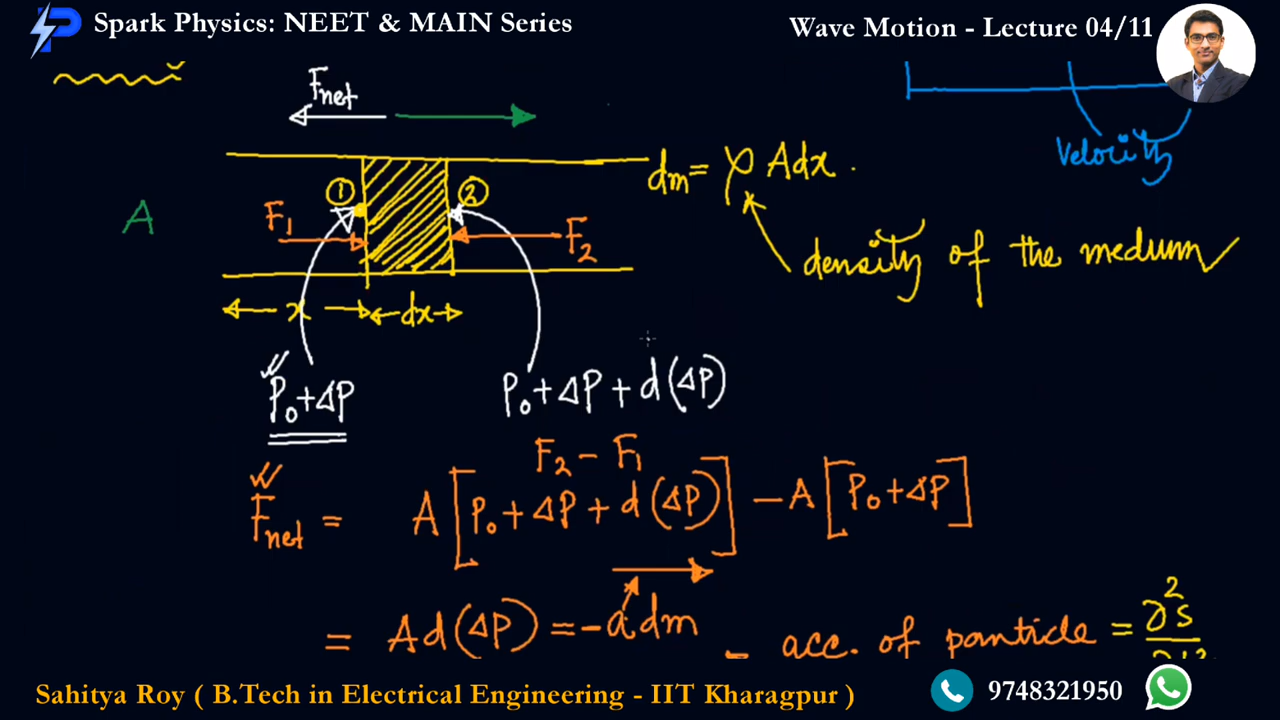 Spark Physics: NEET & MAIN Series
Wave Motion - Lecture 04/11
Fnet
velocity
dm = ρ Adx .
① ②
A
F₁
F₂
density of the medium
x dx
P₀+ΔP
P₀+ΔP+d(ΔP)
F₂ - F₁
Fnet = A[P₀+ΔP+d(ΔP)] - A[P₀+ΔP]
= Ad(ΔP) = -a dm - acc. of particle = ∂²S
Sahitya Roy ( B.Tech in Electrical Engineering - IIT Kharagpur )
9748321950